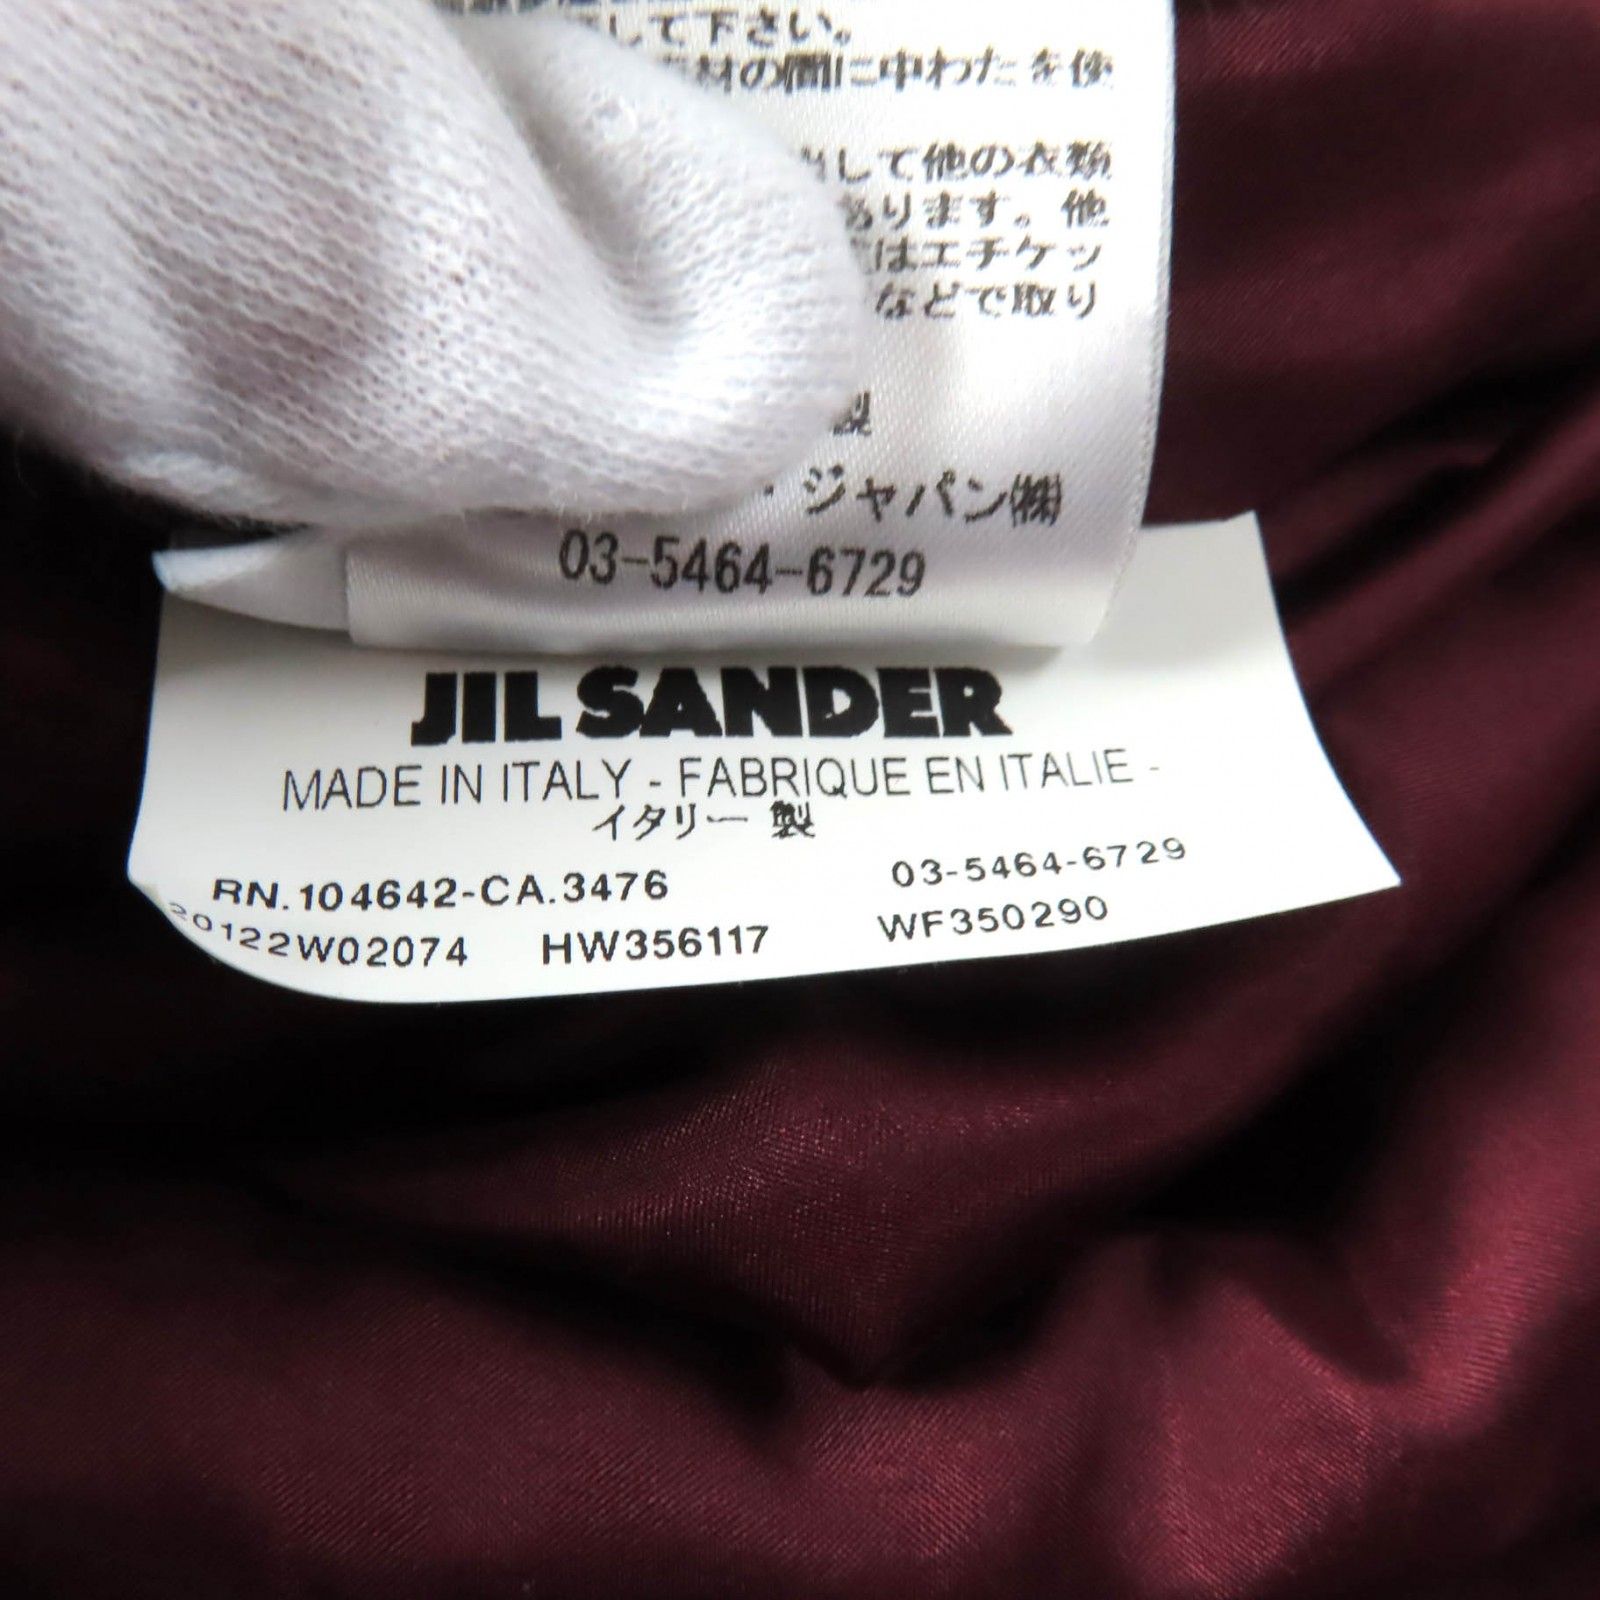 して下さい。
材の間に中わたを使
して他の衣類
あります。他
はエチケッ
などで取り
製
・ジャパン㈱
03-5464-6729
JIL SANDER
MADE IN ITALY - FABRIQUE EN ITALIE -
イタリー 製
RN.104642-CA.3476 03-5464-6729
20122W02074 HW356117 WF350290